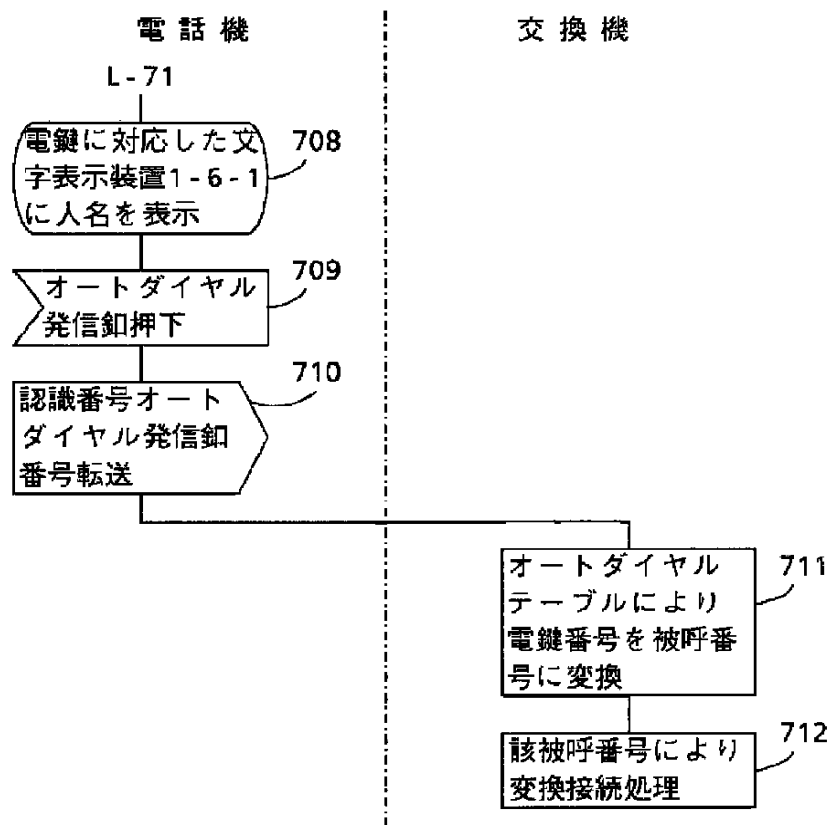 電話機
交換機
L-71
電鍵に対応した文
字表示装置1-6-1
に人名を表示
708
オートダイヤル
発信釦押下
709
認識番号オート
ダイヤル発信釦
番号転送
710
オートダイヤル
テーブルにより
電鍵番号を被呼番
号に変換
711
該被呼番号により
変換接続処理
712